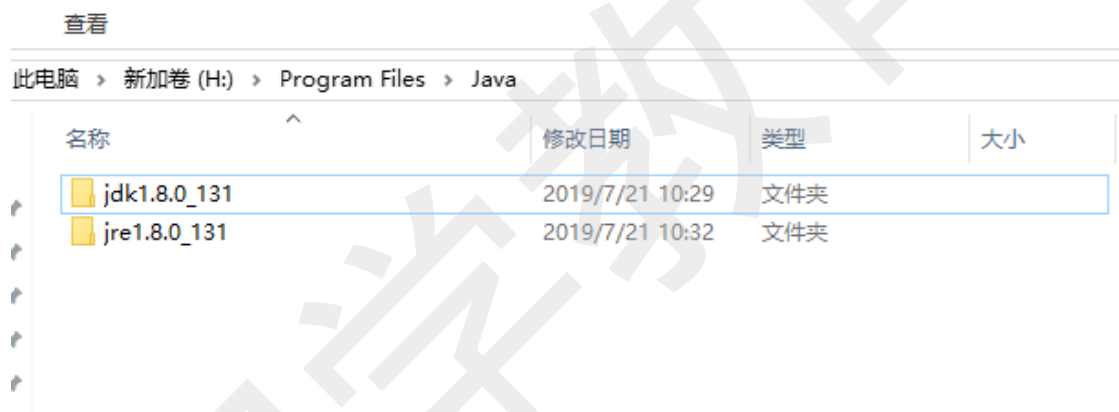 查看
此电脑 > 新加卷 (H:) > Program Files > Java
名称 修改日期 类型 大小
jdk1.8.0_131 2019/7/21 10:29 文件夹
jre1.8.0_131 2019/7/21 10:32 文件夹
学教